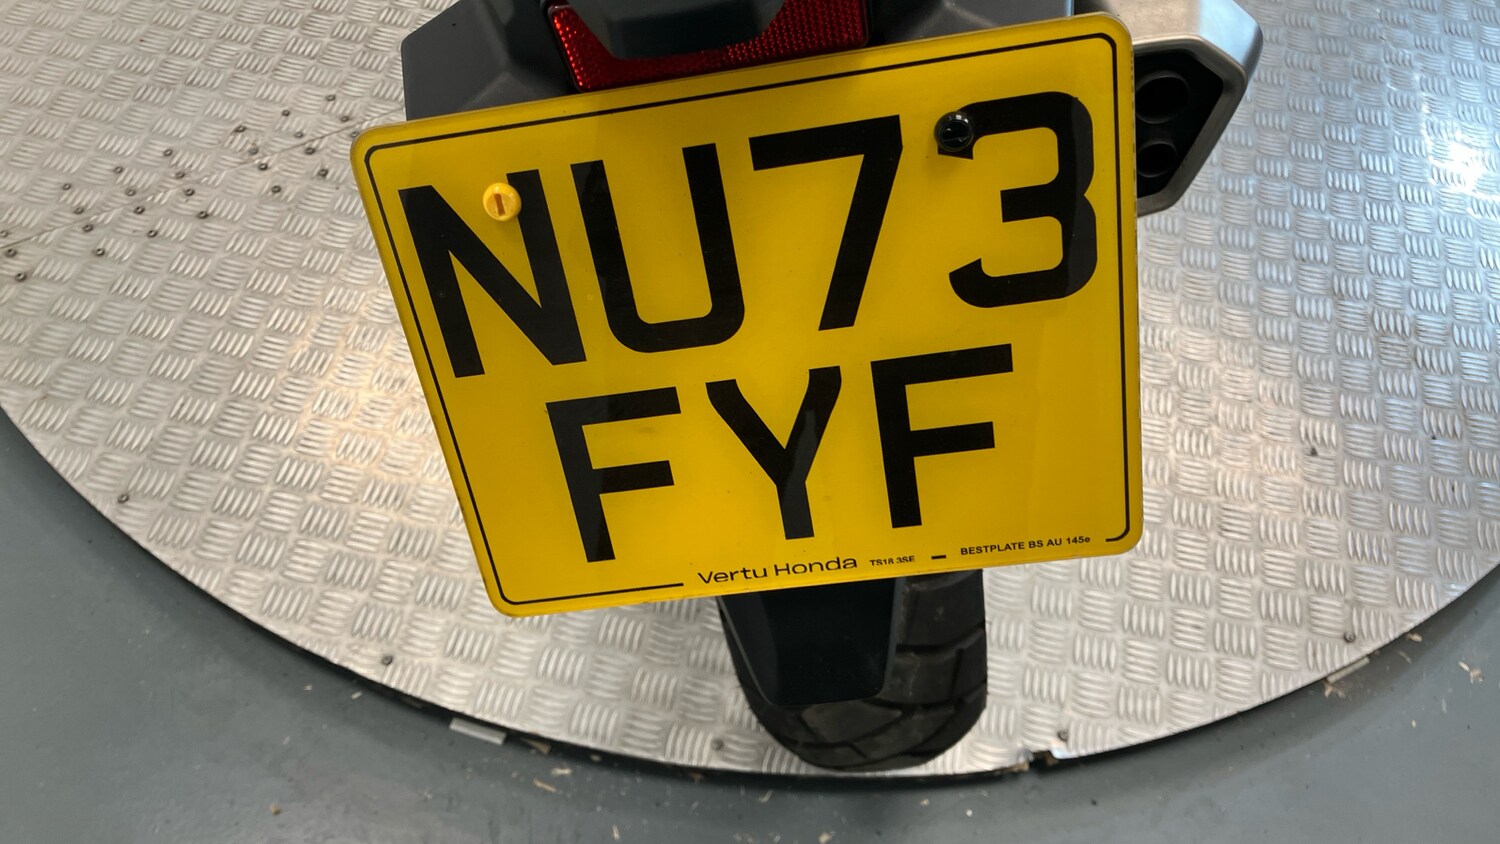 NU73
FYF
Vertu Honda TS18 3SE – BESTPLATE BS AU 145e